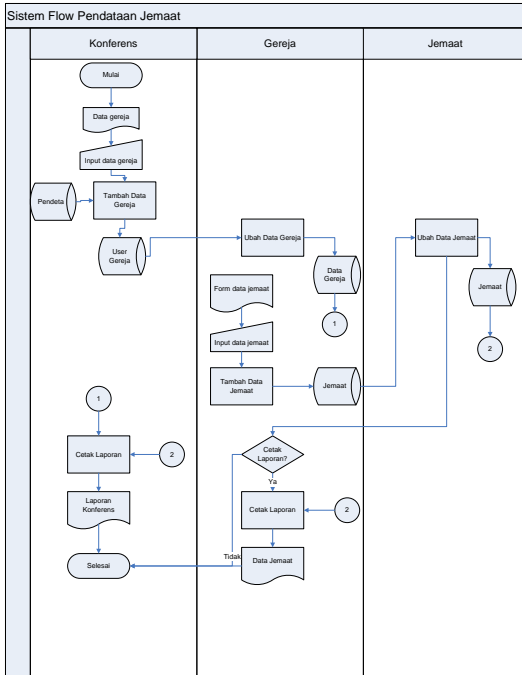 Sistem Flow Pendataan Jemaat
Konferens
Gereja
Jemaat
Mulai
Data gereja
Input data gereja
Pendeta
Tambah Data
Gereja
User
Gereja
Ubah Data Gereja
Data
Gereja
1
Form data jemaat
Input data jemaat
Tambah Data
Jemaat
Jemaat
Ubah Data Jemaat
Jemaat
2
1
Cetak Laporan
2
Laporan
Konferens
Selesai
Cetak
Laporan?
Ya
Cetak Laporan
2
Tidak
Data Jemaat